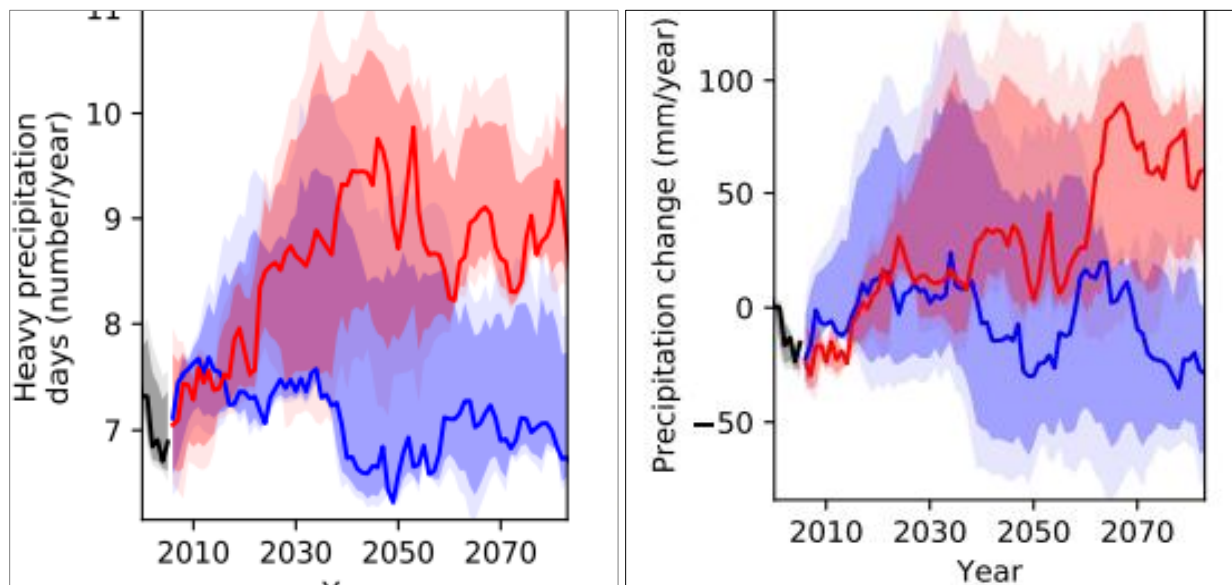 Heavy precipitation
days (number/year)
11
10
9
8
7
2010 2030 2050 2070
Precipitation change (mm/year)
100
50
0
−50
2010 2030 2050 2070
Year